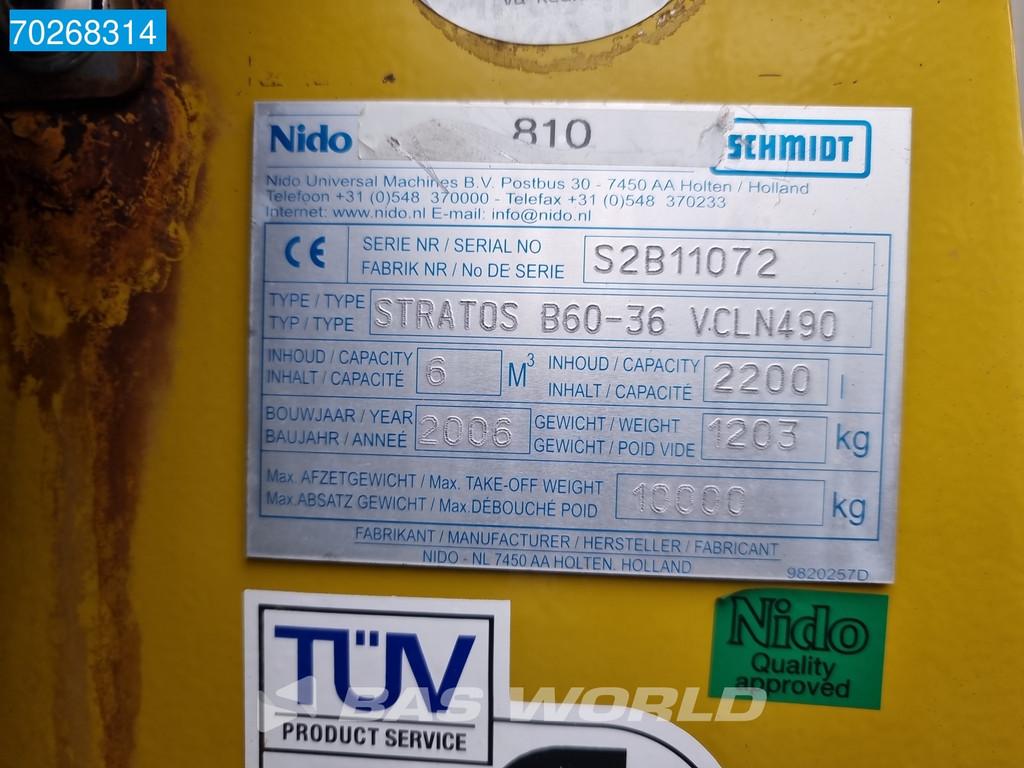 70268314
Nido 810 SCHMIDT
Nido Universal Machines B.V. Postbus 30 - 7450 AA Holten / Holland
Telefoon +31 (0)548 370000 - Telefax +31 (0)548 370233
Internet: www.nido.nl E-mail: info@nido.nl
CE SERIE NR / SERIAL NO S2B11072
FABRIK NR / No DE SERIE
TYPE / TYPE STRATOS B60-36 VCLN490
TYP / TYPE
INHOUD / CAPACITY 6 M³ INHOUD / CAPACITY 2200 l
INHALT / CAPACITÉ INHALT / CAPACITÉ
BOUWJAAR / YEAR 2006 GEWICHT / WEIGHT 1203 kg
BAUJAHR / ANNEÉ GEWICHT / POID VIDE
Max. AFZETGEWICHT / Max. TAKE-OFF WEIGHT 10000 kg
Max. ABSATZ GEWICHT / Max. DÉBOUCHÉ POID
FABRIKANT / MANUFACTURER / HERSTELLER / FABRICANT
NIDO - NL 7450 AA HOLTEN. HOLLAND
9820257D
TÜV
PRODUCT SERVICE
Nido
Quality
approved
BAS WORLD